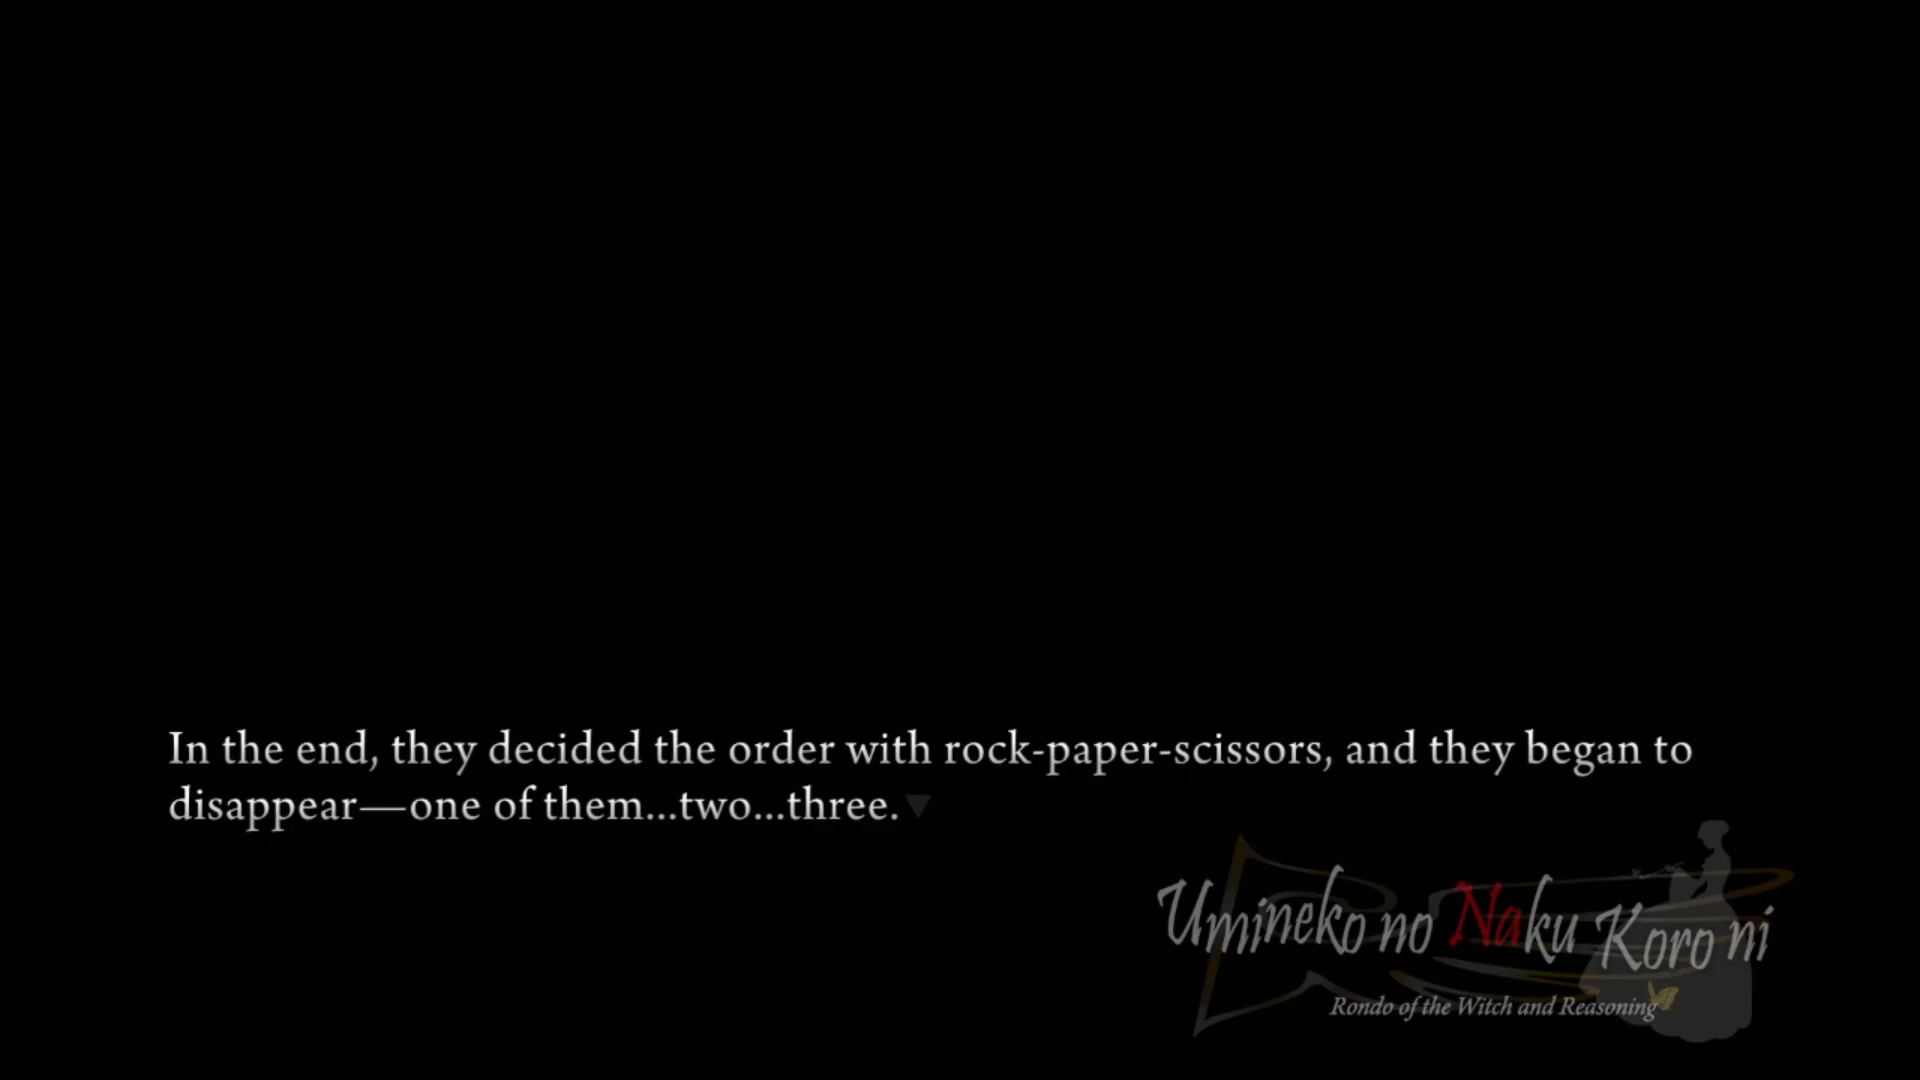 In the end, they decided the order with rock-paper-scissors, and they began to
disappear—one of them...two...three.
Umineko no Naku Koro ni
Rondo of the Witch and Reasoning